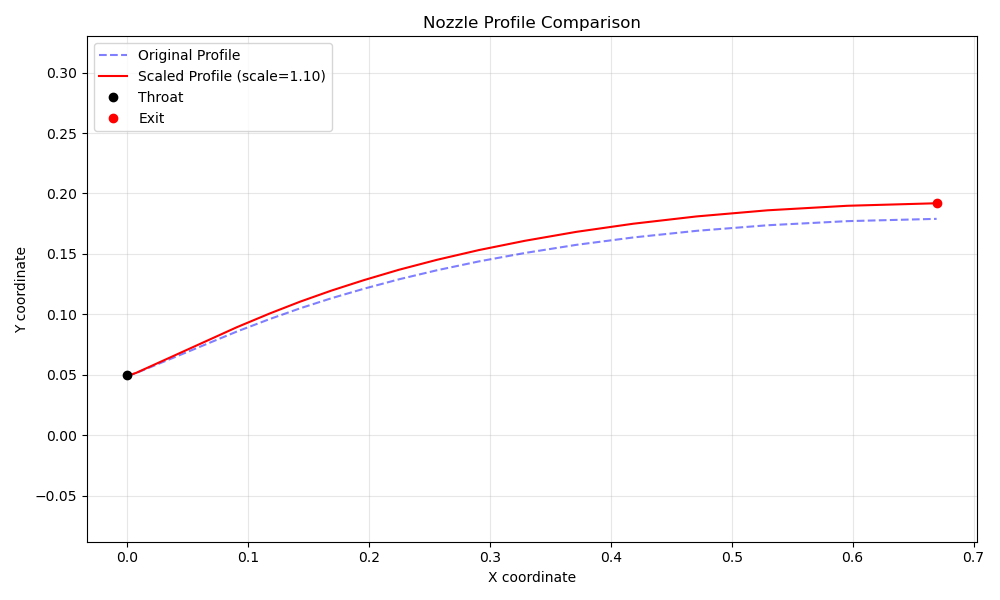 Nozzle Profile Comparison
Original Profile
Scaled Profile (scale=1.10)
Throat
Exit
Y coordinate
0.30
0.25
0.20
0.15
0.10
0.05
0.00
−0.05
0.0 0.1 0.2 0.3 0.4 0.5 0.6 0.7
X coordinate